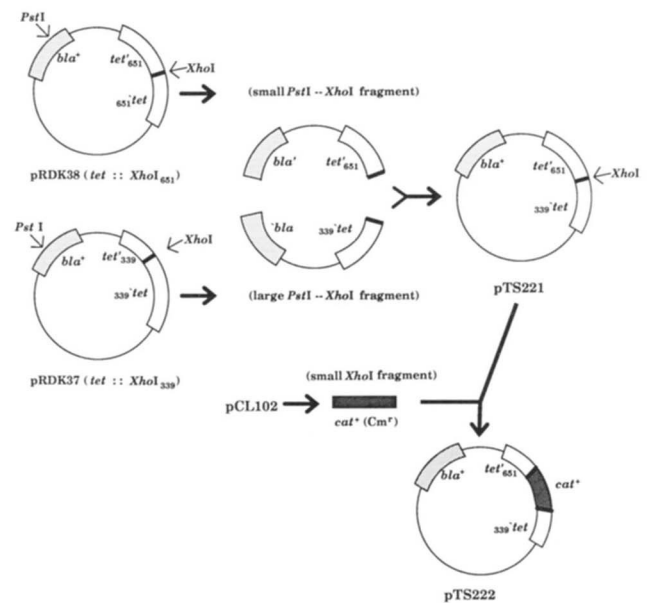 PstI
bla⁺
tet'₆₅₁
XhoI
₆₅₁'tet
(small PstI -- XhoI fragment)
pRDK38 ( tet :: XhoI₆₅₁)
bla'
tet'₆₅₁
bla⁺
tet'₆₅₁
XhoI
₃₃₉'tet
Pst I
XhoI
bla⁺
tet'₃₃₉
₃₃₉'tet
'bla
₃₃₉'tet
pTS221
(large PstI -- XhoI fragment)
pRDK37 ( tet :: XhoI₃₃₉)
(small XhoI fragment)
pCL102
cat⁺ (Cmʳ)
bla⁺
tet'₆₅₁
cat⁺
₃₃₉'tet
pTS222